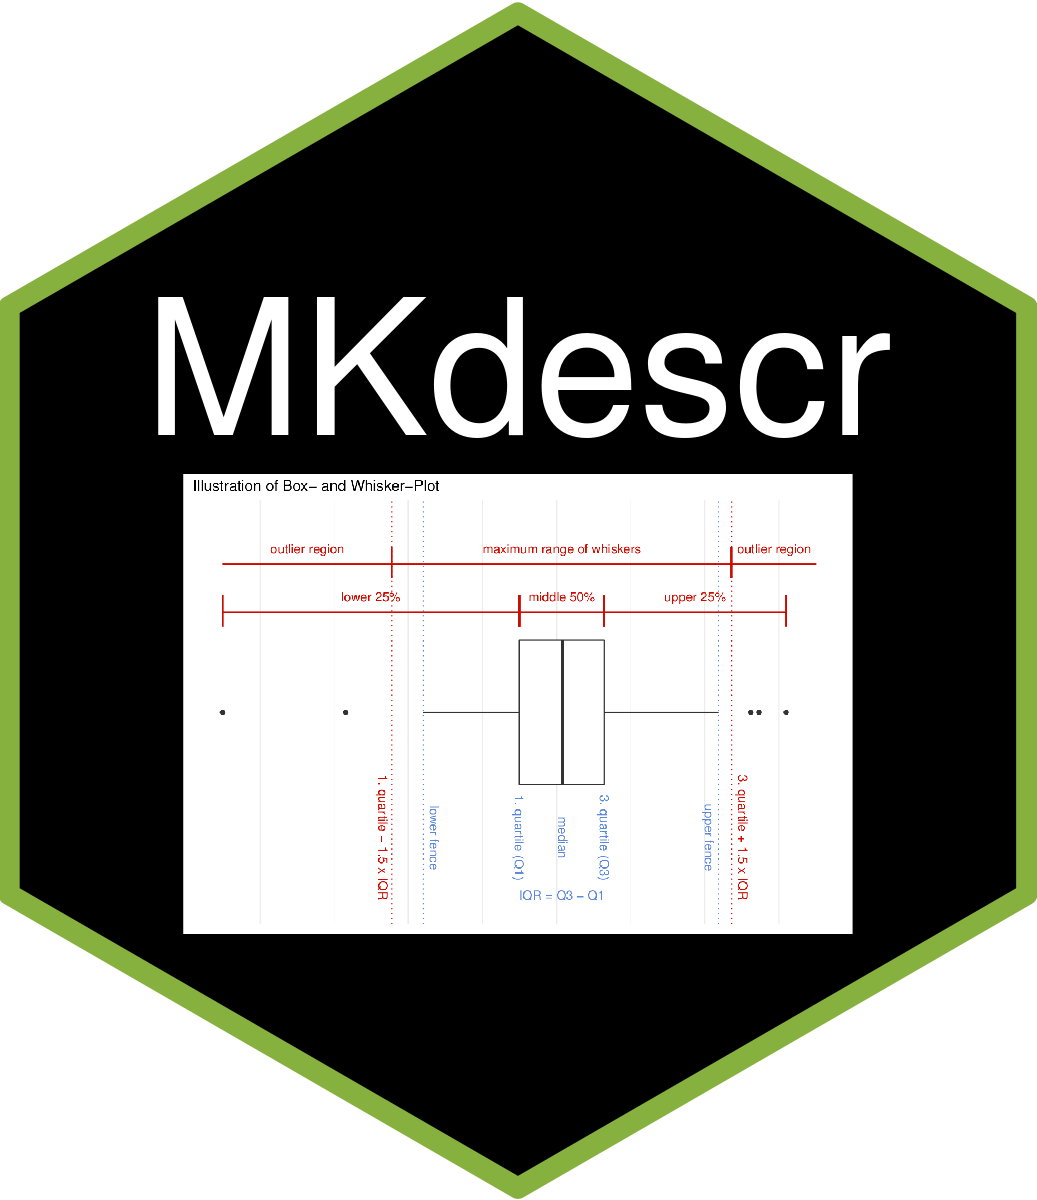 MKdescr
Illustration of Box− and Whisker−Plot
outlier region
maximum range of whiskers
outlier region
lower 25%
middle 50%
upper 25%
1. quartile − 1.5 x IQR
lower fence
1. quartile (Q1)
median
3. quartile (Q3)
upper fence
3. quartile + 1.5 x IQR
IQR = Q3 − Q1